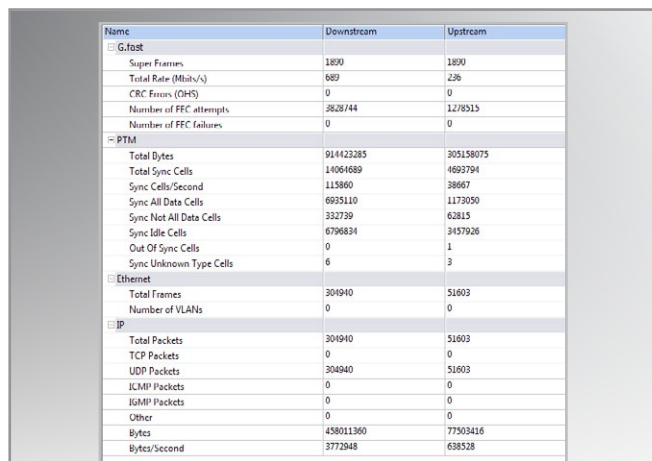 Name Downstream Upstream
G.fast
Super Frames 1890 1890
Total Rate (Mbits/s) 689 236
CRC Errors (OHS) 0 0
Number of FEC attempts 3828744 1278515
Number of FEC failures 0 0
PTM
Total Bytes 914423285 305158075
Total Sync Cells 14064689 4693794
Sync Cells/Second 115860 38667
Sync All Data Cells 6935110 1173050
Sync Not All Data Cells 332739 62815
Sync Idle Cells 6796834 3457926
Out Of Sync Cells 0 1
Sync Unknown Type Cells 6 3
Ethernet
Total Frames 304940 51603
Number of VLANs 0 0
IP
Total Packets 304940 51603
TCP Packets 0 0
UDP Packets 304940 51603
ICMP Packets 0 0
IGMP Packets 0 0
Other 0 0
Bytes 458011360 77503416
Bytes/Second 3772948 638528